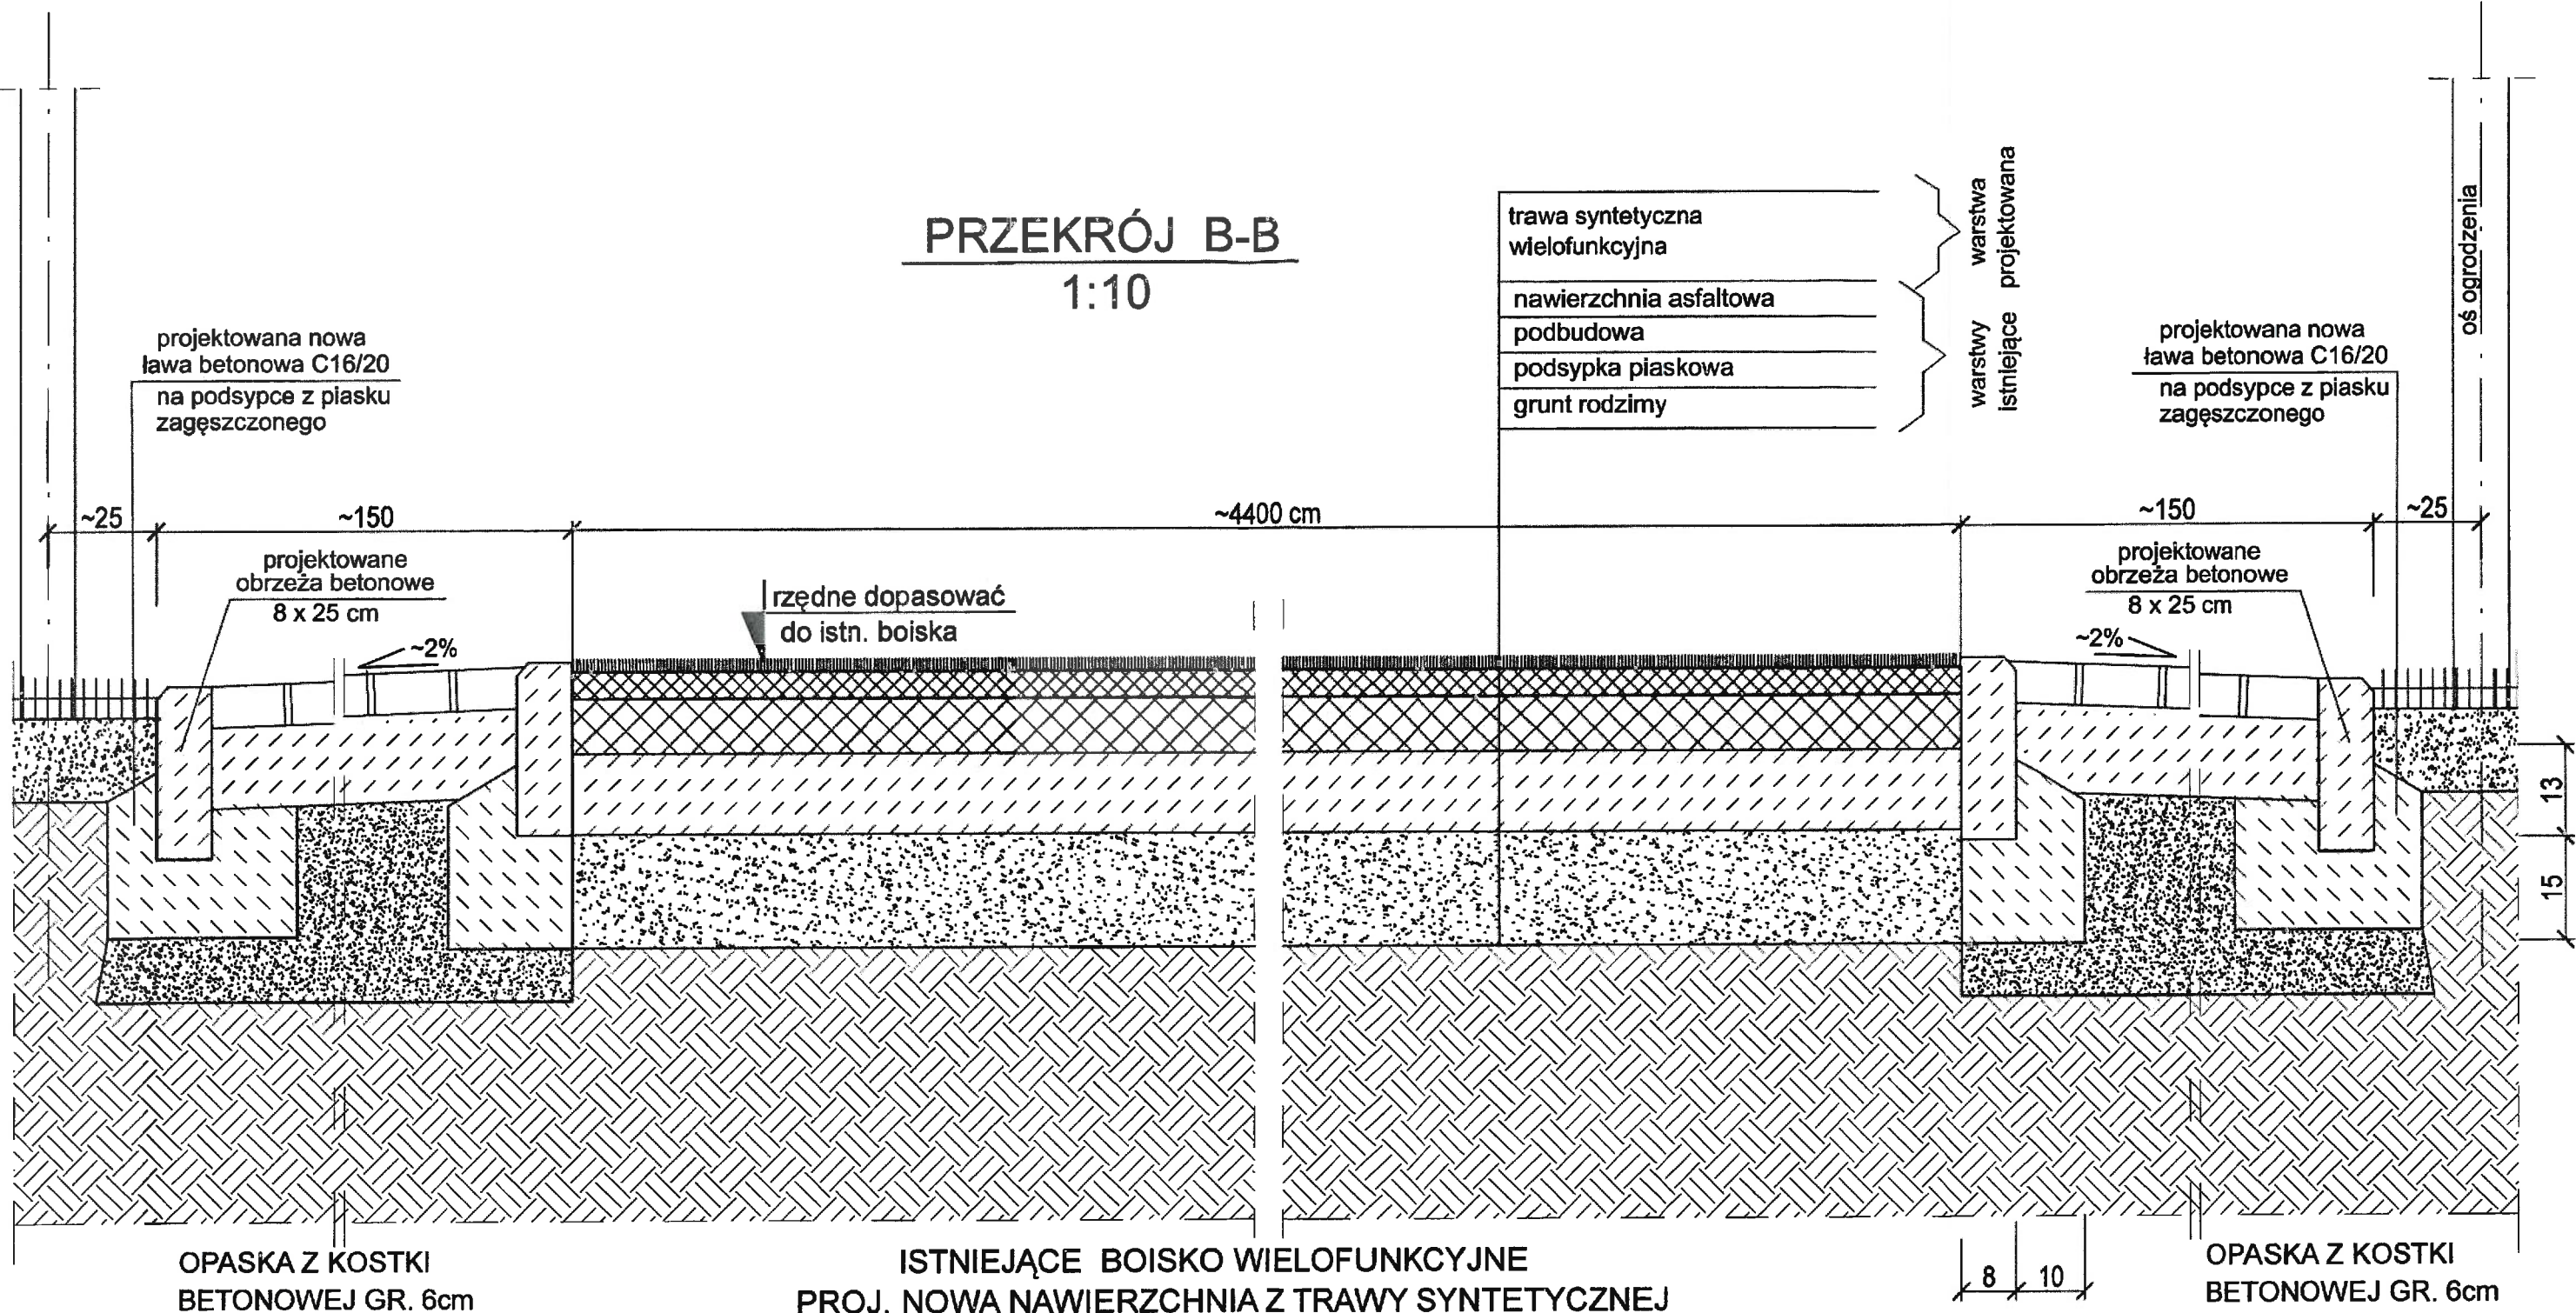 PRZEKRÓJ B-B
1:10
trawa syntetyczna
wielofunkcyjna
nawierzchnia asfaltowa
podbudowa
podsypka piaskowa
grunt rodzimy
warstwa
projektowana
warstwy
istniejące
oś ogrodzenia
projektowana nowa
ława betonowa C16/20
na podsypce z piasku
zagęszczonego
projektowana nowa
ława betonowa C16/20
na podsypce z piasku
zagęszczonego
~25
~150
~4400 cm
~150
~25
projektowane
obrzeża betonowe
8 x 25 cm
~2%
rzędne dopasować
do istn. boiska
projektowane
obrzeża betonowe
8 x 25 cm
~2%
13
15
8
10
OPASKA Z KOSTKI
BETONOWEJ GR. 6cm
ISTNIEJĄCE BOISKO WIELOFUNKCYJNE
PROJ. NOWA NAWIERZCHNIA Z TRAWY SYNTETYCZNEJ
OPASKA Z KOSTKI
BETONOWEJ GR. 6cm